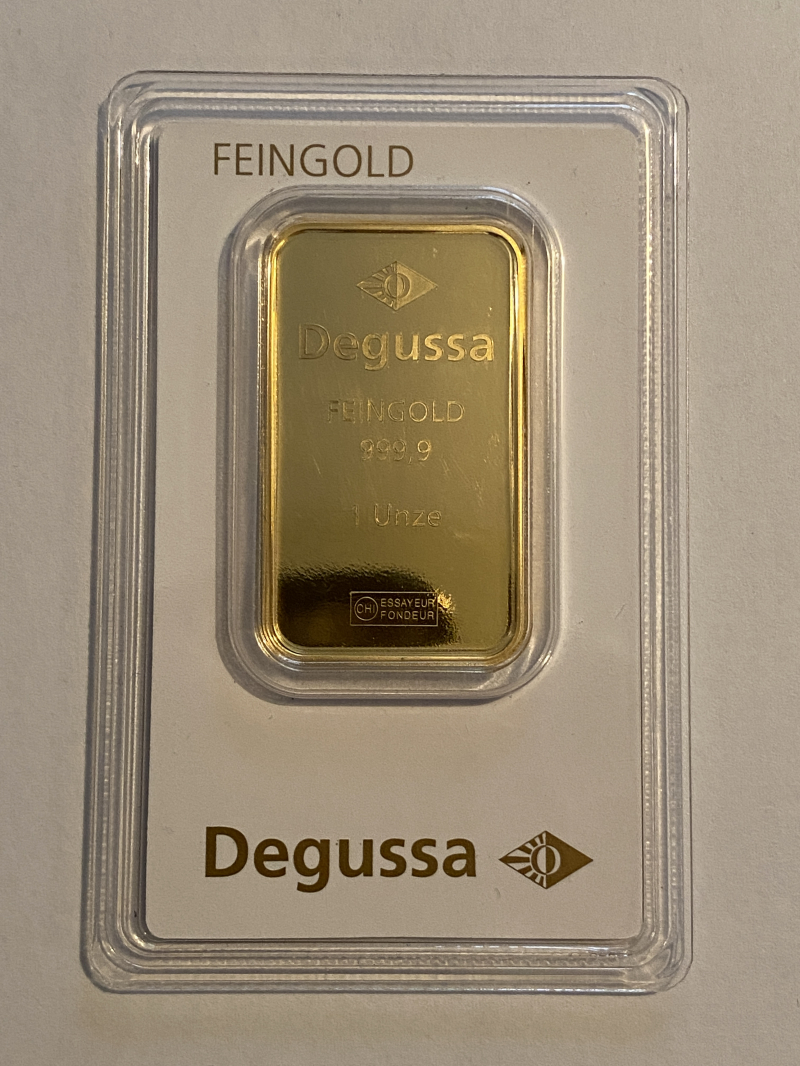 FEINGOLD
Degussa
FEINGOLD
999,9
1 Unze
CHI ESSAYEUR
FONDEUR
Degussa